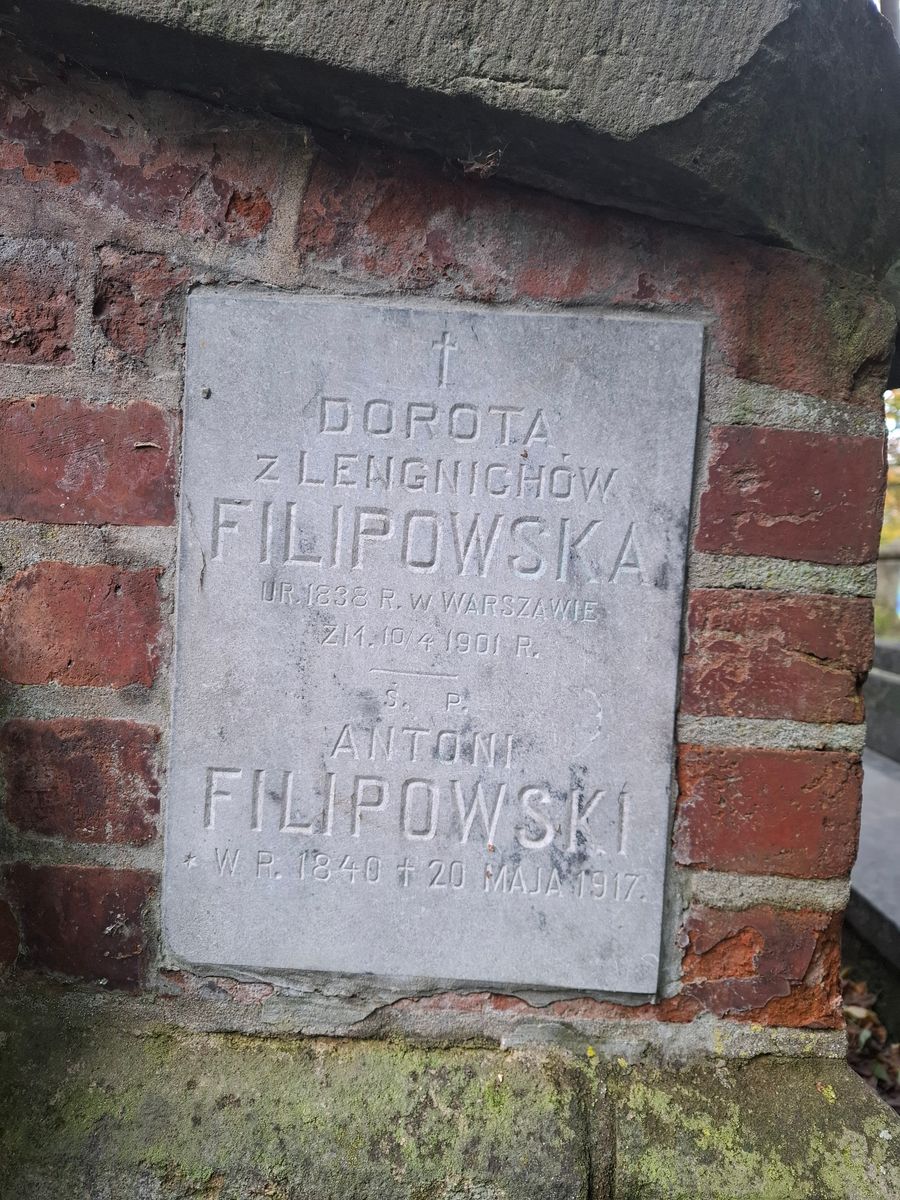 DOROTA
Z LENGNICHÓW
FILIPOWSKA
UR. 1838 R. W WARSZAWIE
ZM. 10/4 1901 R.
Ś. P.
ANTONI
FILIPOWSKI
* W R. 1840 ✝ 20 MAJA 1917.